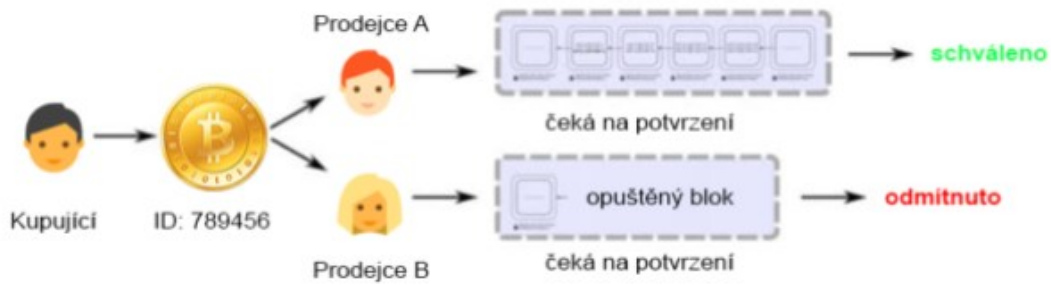 Prodejce A
schváleno
čeká na potvrzení
Kupující
ID: 789456
opuštěný blok
odmítnuto
Prodejce B
čeká na potvrzení